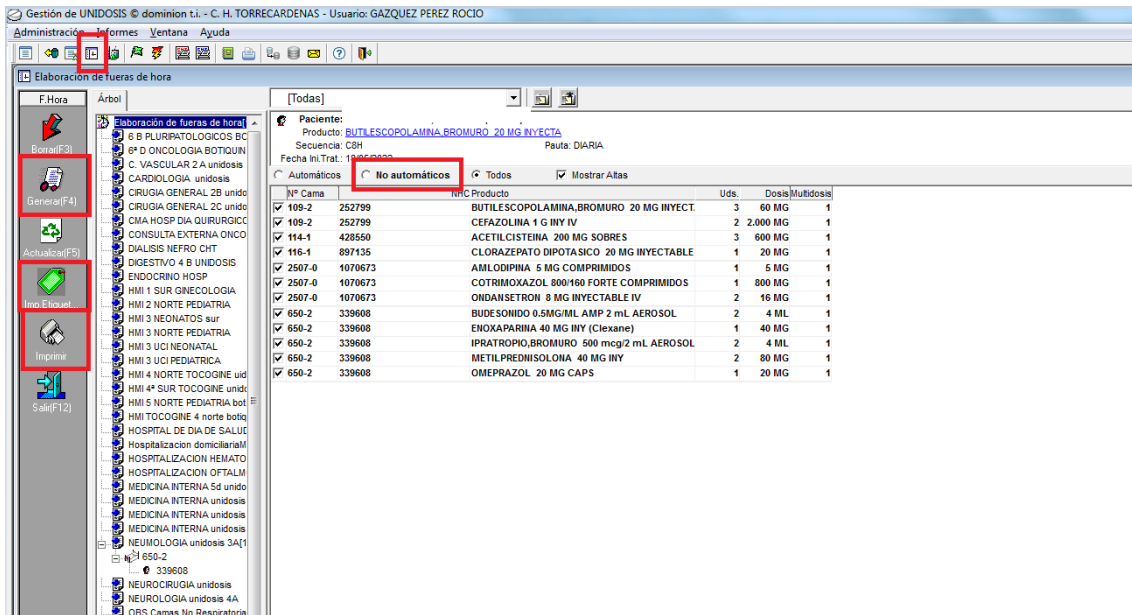 Gestión de UNIDOSIS © dominion t.i. - C. H. TORRECARDENAS - Usuario: GAZQUEZ PEREZ ROCIO
Administración Informes Ventana Ayuda
Elaboración de fueras de hora
F.Hora
Borrar(F3)
Generar(F4)
Actualizar(F5)
Imp.Etiquet...
Imprimir
Salir(F12)
Árbol
Elaboración de fueras de hora[
6 B PLURIPATOLOGICOS BO
6ª D ONCOLOGIA BOTIQUIN
C. VASCULAR 2 A unidosis
CARDIOLOGIA unidosis
CIRUGIA GENERAL 2B unido
CIRUGIA GENERAL 2C unido
CMA HOSP DIA QUIRURGICO
CONSULTA EXTERNA ONCO
DIALISIS NEFRO CHT
DIGESTIVO 4 B UNIDOSIS
ENDOCRINO HOSP
HMI 1 SUR GINECOLOGIA
HMI 2 NORTE PEDIATRIA
HMI 3 NEONATOS sur
HMI 3 NORTE PEDIATRIA
HMI 3 UCI NEONATAL
HMI 3 UCI PEDIATRICA
HMI 4 NORTE TOCOGINE uid
HMI 4ª SUR TOCOGINE unido
HMI 5 NORTE PEDIATRIA bot
HMI TOCOGINE 4 norte botiq
HOSPITAL DE DIA DE SALUD
Hospitalizacion domiciliariaM
HOSPITALIZACION HEMATO
HOSPITALIZACION OFTALM
MEDICINA INTERNA 5d unido
MEDICINA INTERNA unidosis
MEDICINA INTERNA unidosis
MEDICINA INTERNA unidosis
NEUMOLOGIA unidosis 3A[1
650-2
339608
NEUROCIRUGIA unidosis
NEUROLOGIA unidosis 4A
OBS Camas No Respiratoria
[Todas]
Paciente:
Producto: BUTILESCOPOLAMINA,BROMURO 20 MG INYECTA
Secuencia: C8H Pauta: DIARIA
Fecha Ini.Trat.:
Automáticos No automáticos Todos Mostrar Altas
Nº Cama NHC Producto Uds. Dosis Multidosis
109-2 252799 BUTILESCOPOLAMINA,BROMURO 20 MG INYECT. 3 60 MG 1
109-2 252799 CEFAZOLINA 1 G INY IV 2 2.000 MG 1
114-1 428550 ACETILCISTEINA 200 MG SOBRES 3 600 MG 1
116-1 897135 CLORAZEPATO DIPOTASICO 20 MG INYECTABLE 1 20 MG 1
2507-0 1070673 AMLODIPINA 5 MG COMPRIMIDOS 1 5 MG 1
2507-0 1070673 COTRIMOXAZOL 800/160 FORTE COMPRIMIDOS 1 800 MG 1
2507-0 1070673 ONDANSETRON 8 MG INYECTABLE IV 2 16 MG 1
650-2 339608 BUDESONIDO 0.5MG/ML AMP 2 mL AEROSOL 2 4 ML 1
650-2 339608 ENOXAPARINA 40 MG INY (Clexane) 1 40 MG 1
650-2 339608 IPRATROPIO,BROMURO 500 mcg/2 mL AEROSOL 2 4 ML 1
650-2 339608 METILPREDNISOLONA 40 MG INY 2 80 MG 1
650-2 339608 OMEPRAZOL 20 MG CAPS 1 20 MG 1